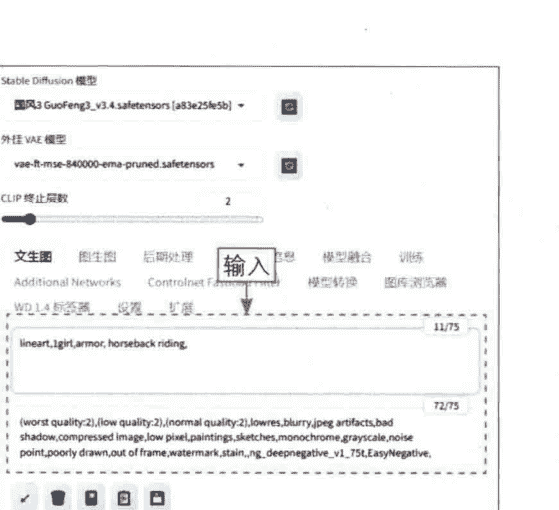 Stable Diffusion 模型
国风3 GuoFeng3_v3.4.safetensors [a83e25fe5b]
外挂 VAE 模型
vae-ft-mse-840000-ema-pruned.safetensors
CLIP 终止层数
2
文生图 图生图 后期处理 息 模型融合 训练
输入
Additional Networks Controlnet 模型转换 图库浏览器
WD 1.4 标签器 设置 扩展
11/75
lineart,1girl,armor, horseback riding,
72/75
(worst quality:2),(low quality:2),(normal quality:2),lowres,blurry,jpeg artifacts,bad
shadow,compressed image,low pixel,paintings,sketches,monochrome,grayscale,noise
point,poorly drawn,out of frame,watermark,stain,,ng_deepnegative_v1_75t,EasyNegative,